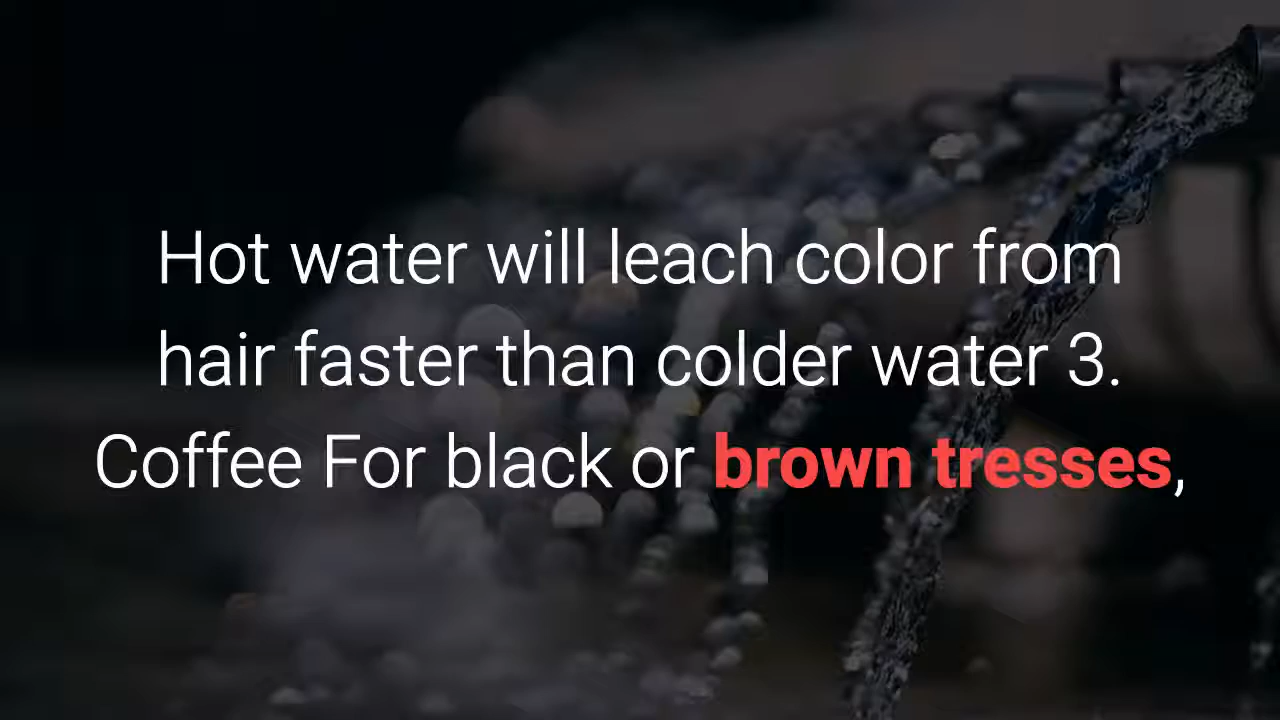 Hot water will leach color from
hair faster than colder water 3.
Coffee For black or brown tresses,